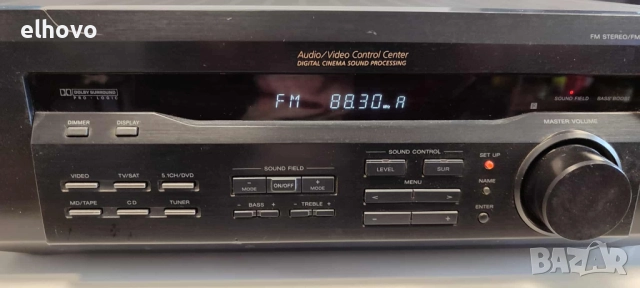 elhovo
FM STEREO/FM
Audio/Video Control Center
DIGITAL CINEMA SOUND PROCESSING
DOLBY SURROUND
PRO · LOGIC
FM 88.30 A
SOUND FIELD BASS BOOST
DIMMER DISPLAY
MASTER VOLUME
SOUND CONTROL
LEVEL SUR
SET UP
SOUND FIELD
VIDEO TV/SAT 5.1CH/DVD
− MODE ON/OFF + MODE
MENU
< >
NAME
MD/TAPE CD TUNER
− BASS + − TREBLE +
− +
ENTER
BAZAR
bg